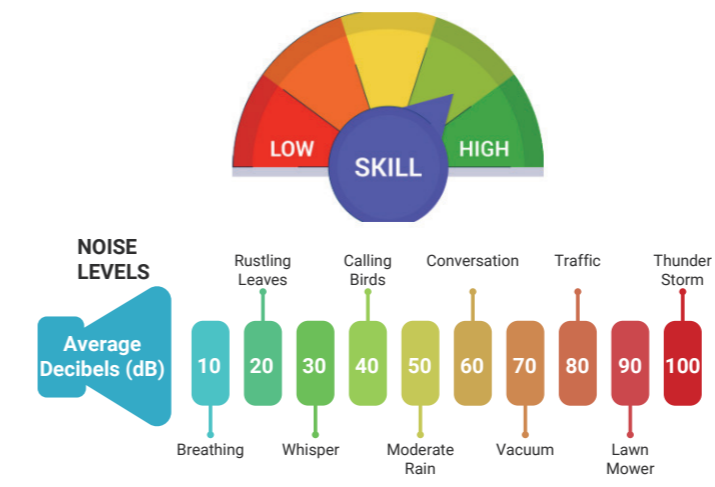 LOW
SKILL
HIGH
NOISE
LEVELS
Rustling
Leaves
Calling
Birds
Conversation
Traffic
Thunder
Storm
Average
Decibels (dB)
10 20 30 40 50 60 70 80 90 100
Breathing
Whisper
Moderate
Rain
Vacuum
Lawn
Mower